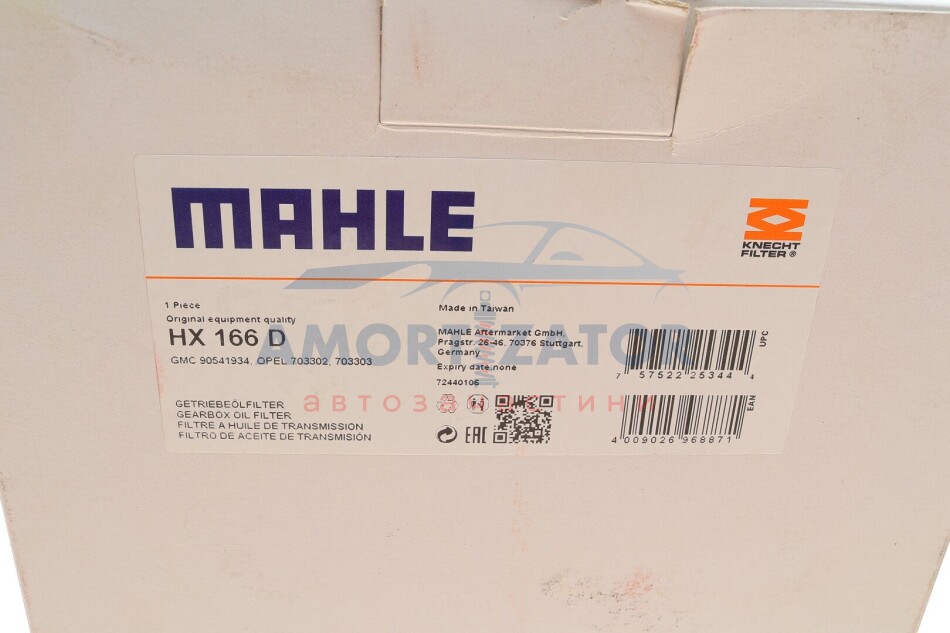 MAHLE
KNECHT
FILTER®
1 Piece
Original equipment quality
HX 166 D
GMC 90541934, OPEL 703302, 703303
GETRIEBEÖLFILTER
GEARBOX OIL FILTER
FILTRE A HUILE DE TRANSMISSION
FILTRO DE ACEITE DE TRANSMISIÓN
Made in Taiwan
MAHLE Aftermarket GmbH,
Pragstr. 26-46, 70376 Stuttgart,
Germany
Expiry date:none
72440106
EAC
7 57522 25344 4
UPC
4 009026 968871
EAN
AMORTIZATOR
автозапчастини